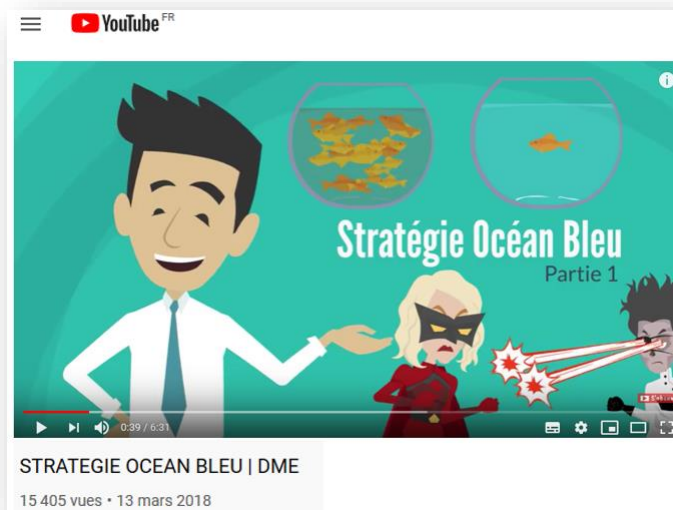 YouTube FR
Stratégie Océan Bleu
Partie 1
0:39 / 6:31
STRATEGIE OCEAN BLEU | DME
15 405 vues • 13 mars 2018